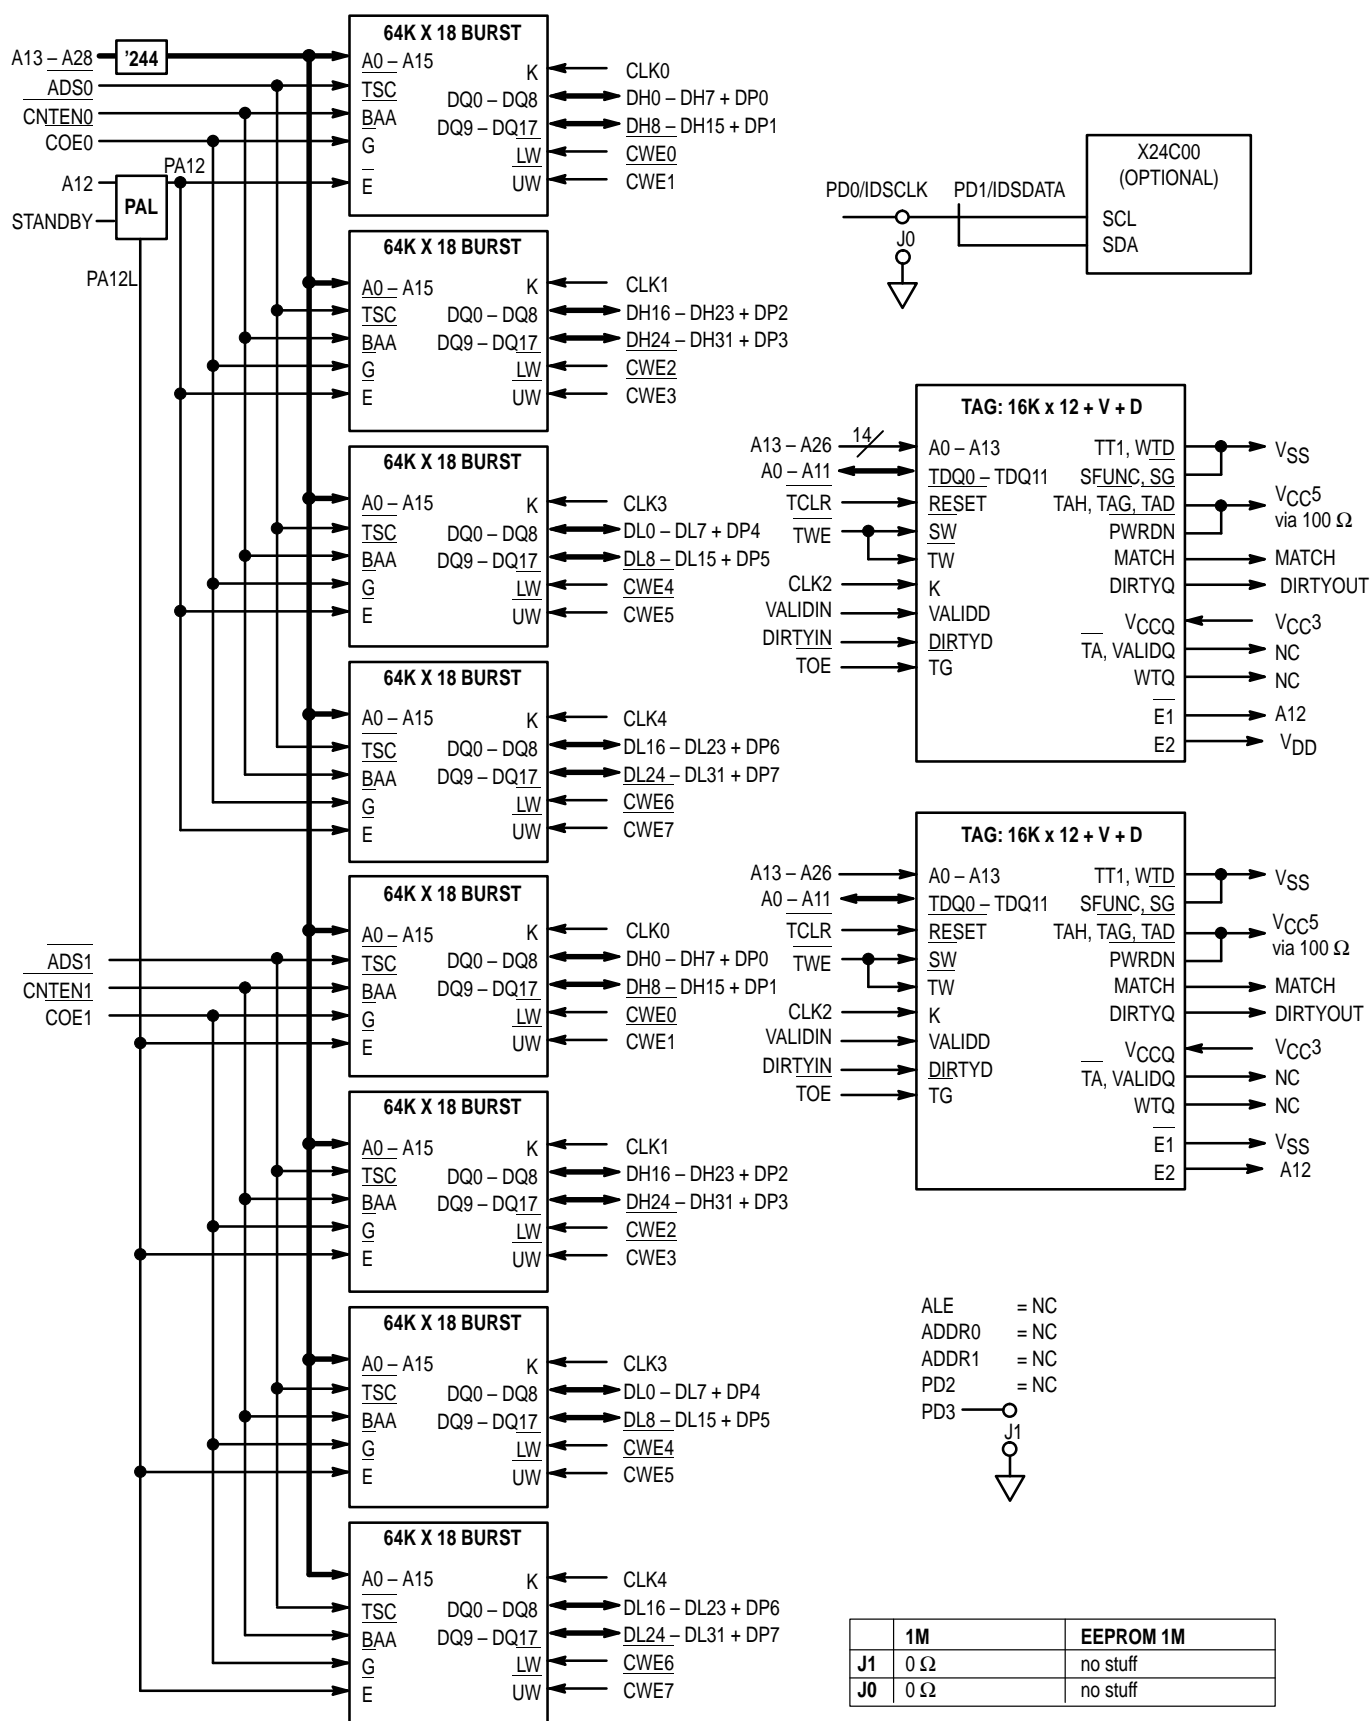 64K X 18 BURST
A13 – A28
'244
A0 – A15
K
CLK0
ADS0
TSC
DQ0 – DQ8
DH0 – DH7 + DP0
CNTEN0
BAA
DQ9 – DQ17
DH8 – DH15 + DP1
COE0
G
LW
CWE0
PA12
A12
E
UW
CWE1
PAL
STANDBY
PA12L
64K X 18 BURST
A0 – A15
K
CLK1
TSC
DQ0 – DQ8
DH16 – DH23 + DP2
BAA
DQ9 – DQ17
DH24 – DH31 + DP3
G
LW
CWE2
E
UW
CWE3
64K X 18 BURST
A0 – A15
K
CLK3
TSC
DQ0 – DQ8
DL0 – DL7 + DP4
BAA
DQ9 – DQ17
DL8 – DL15 + DP5
G
LW
CWE4
E
UW
CWE5
64K X 18 BURST
A0 – A15
K
CLK4
TSC
DQ0 – DQ8
DL16 – DL23 + DP6
BAA
DQ9 – DQ17
DL24 – DL31 + DP7
G
LW
CWE6
E
UW
CWE7
64K X 18 BURST
A0 – A15
K
CLK0
ADS1
TSC
DQ0 – DQ8
DH0 – DH7 + DP0
CNTEN1
BAA
DQ9 – DQ17
DH8 – DH15 + DP1
COE1
G
LW
CWE0
E
UW
CWE1
64K X 18 BURST
A0 – A15
K
CLK1
TSC
DQ0 – DQ8
DH16 – DH23 + DP2
BAA
DQ9 – DQ17
DH24 – DH31 + DP3
G
LW
CWE2
E
UW
CWE3
64K X 18 BURST
A0 – A15
K
CLK3
TSC
DQ0 – DQ8
DL0 – DL7 + DP4
BAA
DQ9 – DQ17
DL8 – DL15 + DP5
G
LW
CWE4
E
UW
CWE5
64K X 18 BURST
A0 – A15
K
CLK4
TSC
DQ0 – DQ8
DL16 – DL23 + DP6
BAA
DQ9 – DQ17
DL24 – DL31 + DP7
G
LW
CWE6
E
UW
CWE7
X24C00
(OPTIONAL)
PD0/IDSCLK
PD1/IDSDATA
SCL
J0
SDA
TAG: 16K x 12 + V + D
A13 – A26
14
A0 – A13
TT1, WTD
VSS
A0 – A11
TDQ0 – TDQ11
SFUNC, SG
TCLR
RESET
TAH, TAG, TAD
VCC5
via 100 Ω
TWE
SW
PWRDN
TW
MATCH
MATCH
CLK2
K
DIRTYQ
DIRTYOUT
VALIDIN
VALIDD
VCCQ
VCC3
DIRTYIN
DIRTYD
TA, VALIDQ
NC
TOE
TG
WTQ
NC
E1
A12
E2
VDD
TAG: 16K x 12 + V + D
A13 – A26
A0 – A13
TT1, WTD
VSS
A0 – A11
TDQ0 – TDQ11
SFUNC, SG
TCLR
RESET
TAH, TAG, TAD
VCC5
via 100 Ω
TWE
SW
PWRDN
TW
MATCH
MATCH
CLK2
K
DIRTYQ
DIRTYOUT
VALIDIN
VALIDD
VCCQ
VCC3
DIRTYIN
DIRTYD
TA, VALIDQ
NC
TOE
TG
WTQ
NC
E1
VSS
E2
A12
ALE = NC
ADDR0 = NC
ADDR1 = NC
PD2 = NC
PD3
J1
1M EEPROM 1M
J1 0 Ω no stuff
J0 0 Ω no stuff